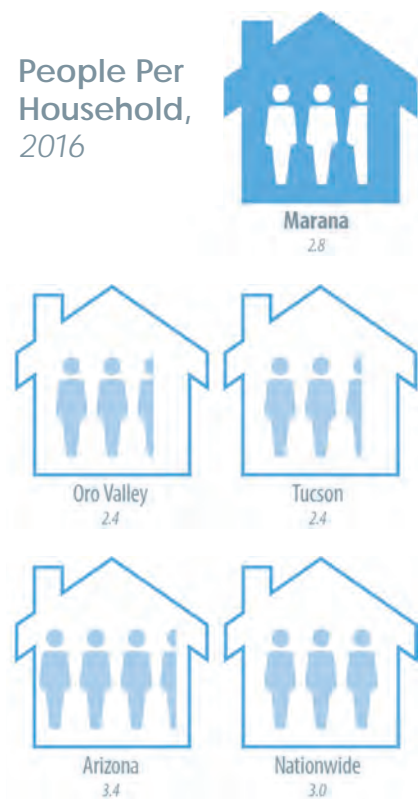 People Per
Household,
2016
Marana
2.8
Oro Valley
2.4
Tucson
2.4
Arizona
3.4
Nationwide
3.0